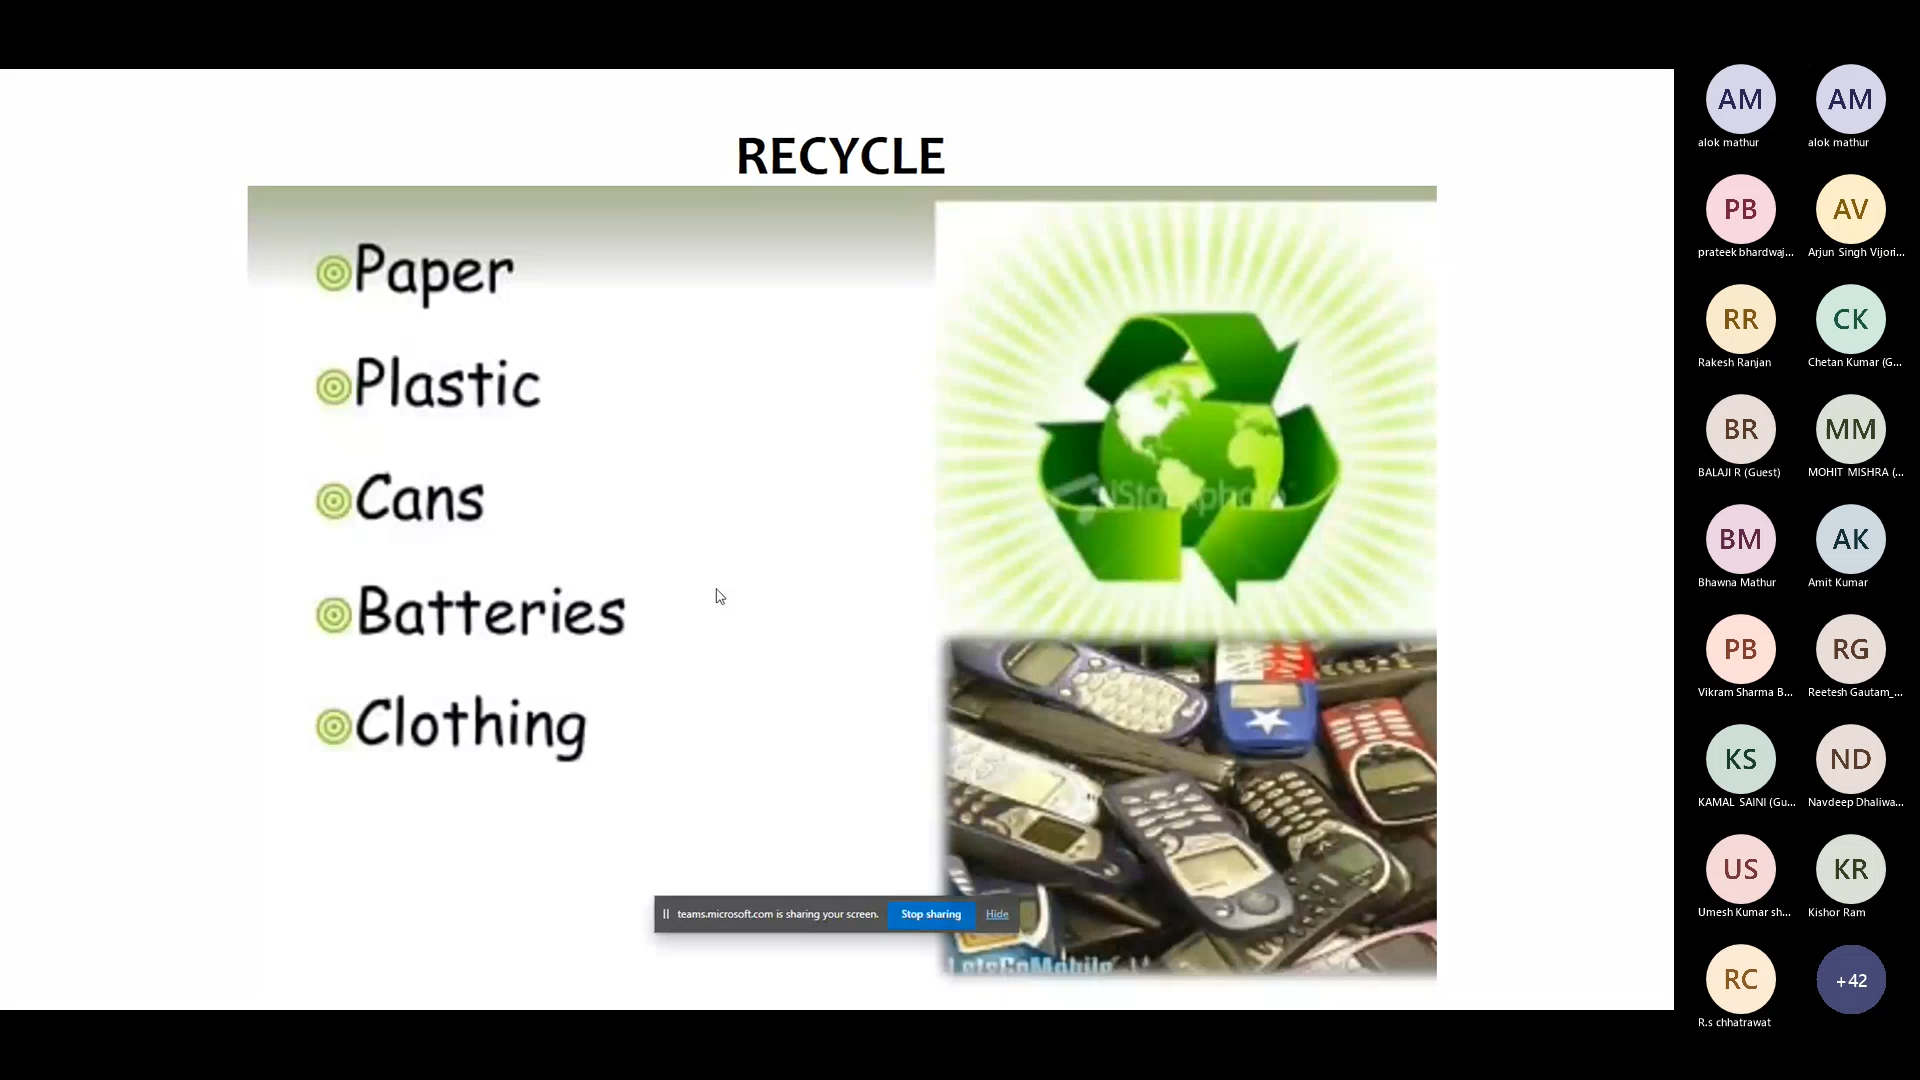 RECYCLE
Paper
Plastic
Cans
Batteries
Clothing
iStockphoto
LetsGoMobile
teams.microsoft.com is sharing your screen.
Stop sharing
Hide
AM
alok mathur
AM
alok mathur
PB
prateek bhardwaj...
AV
Arjun Singh Vijori...
RR
Rakesh Ranjan
CK
Chetan Kumar (G...
BR
BALAJI R (Guest)
MM
MOHIT MISHRA (...
BM
Bhawna Mathur
AK
Amit Kumar
PB
Vikram Sharma B...
RG
Reetesh Gautam_...
KS
KAMAL SAINI (Gu...
ND
Navdeep Dhaliwa...
US
Umesh Kumar sh...
KR
Kishor Ram
RC
R.s chhatrawat
+42